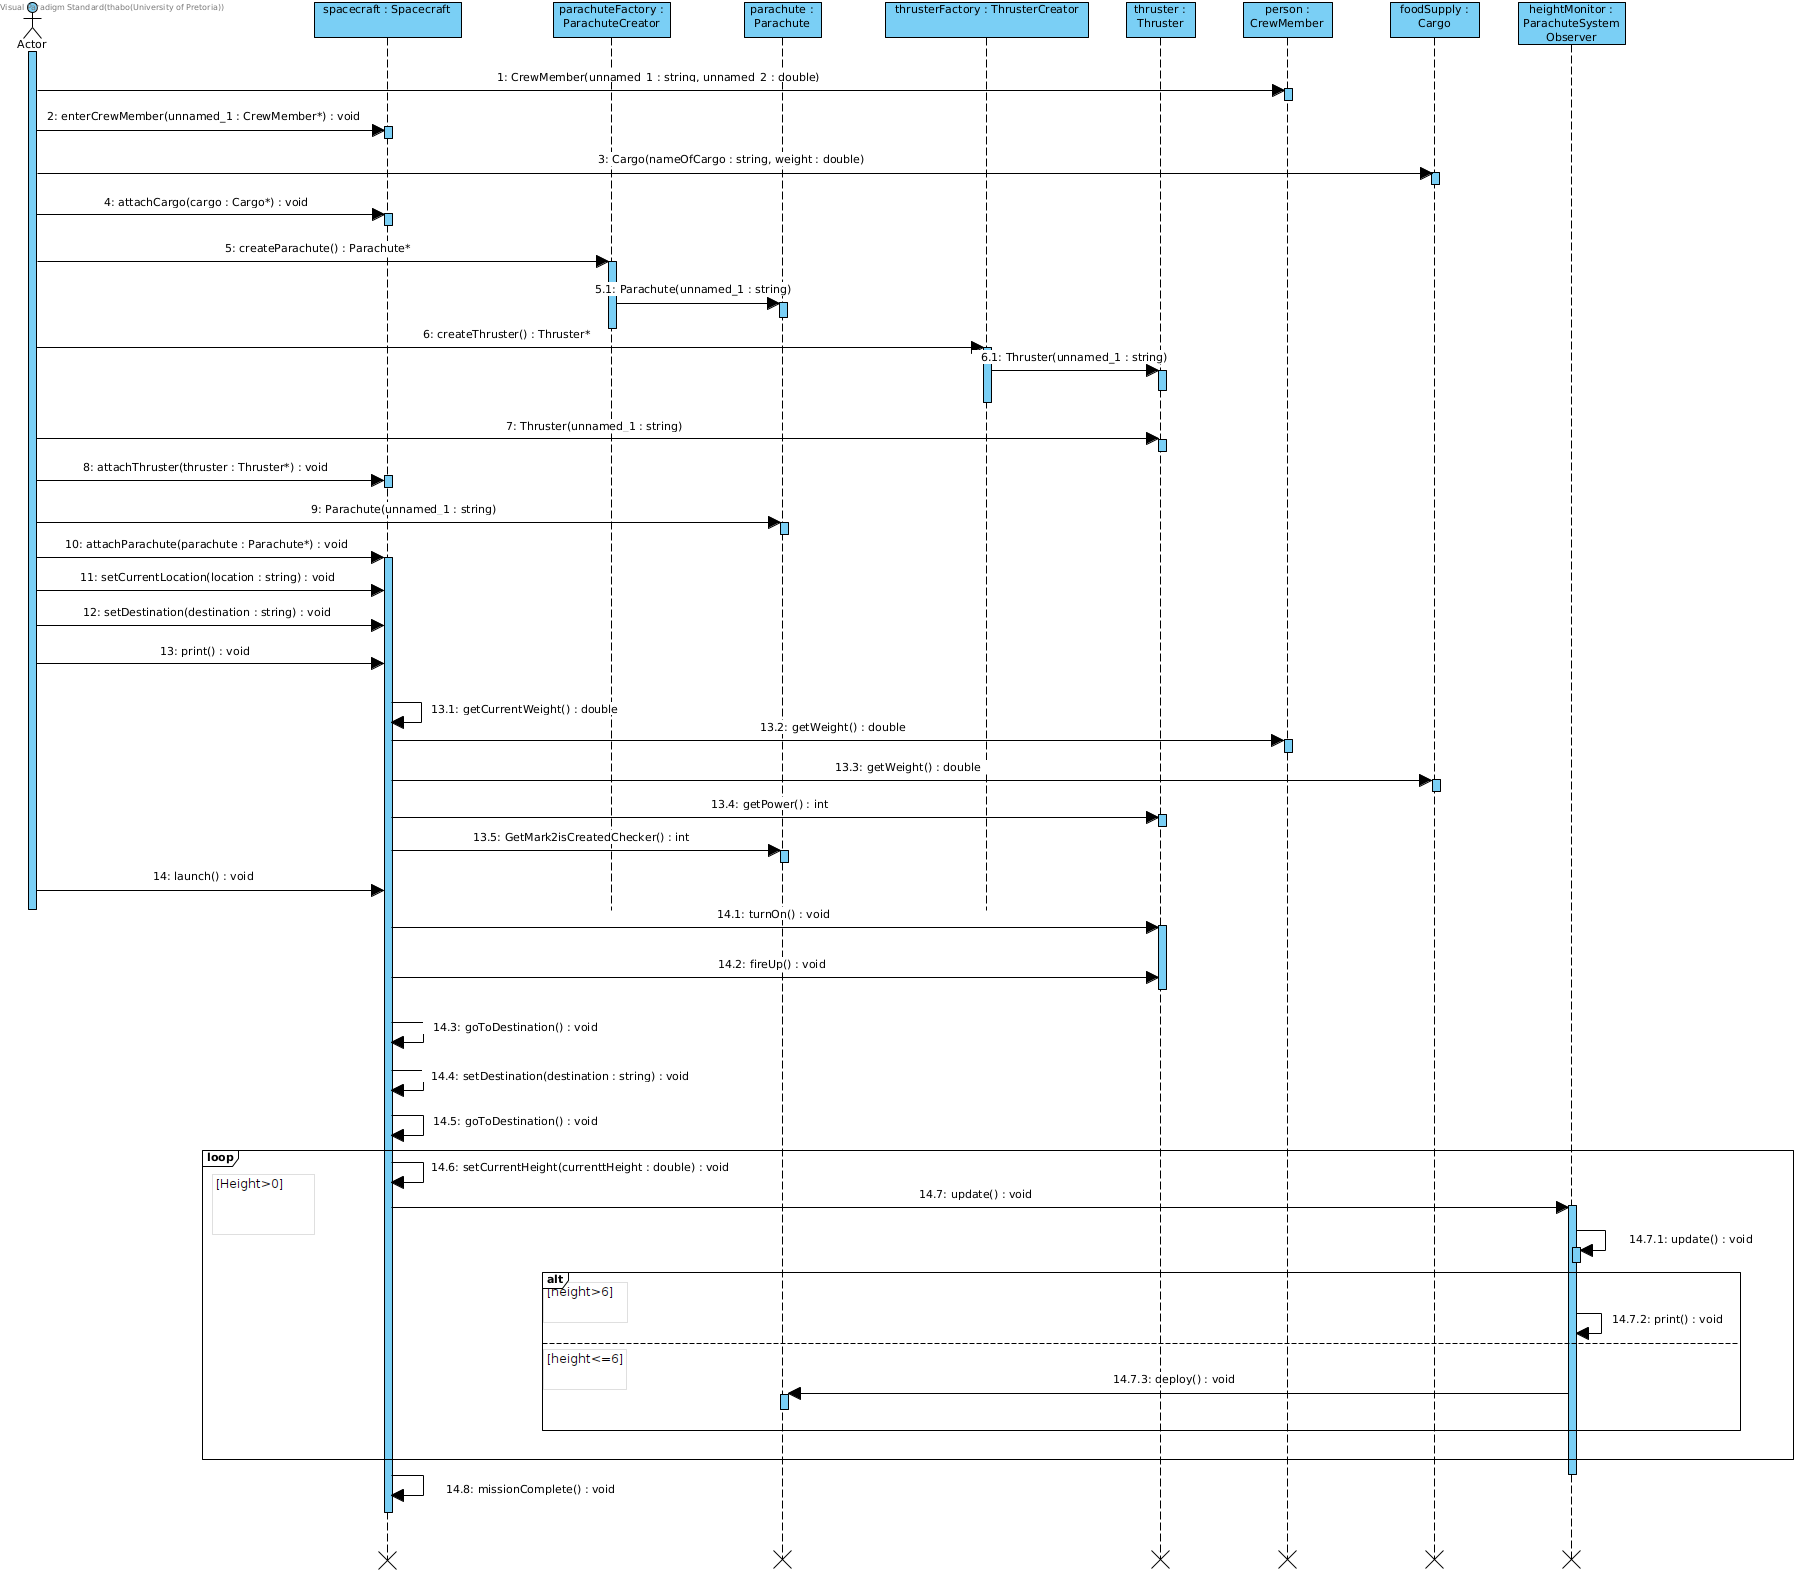 Visual Paradigm Standard(thabo(University of Pretoria))
Actor
spacecraft : Spacecraft
parachuteFactory :
ParachuteCreator
parachute :
Parachute
thrusterFactory : ThrusterCreator
thruster :
Thruster
person :
CrewMember
foodSupply :
Cargo
heightMonitor :
ParachuteSystem
Observer
1: CrewMember(unnamed_1 : string, unnamed_2 : double)
2: enterCrewMember(unnamed_1 : CrewMember*) : void
3: Cargo(nameOfCargo : string, weight : double)
4: attachCargo(cargo : Cargo*) : void
5: createParachute() : Parachute*
5.1: Parachute(unnamed_1 : string)
6: createThruster() : Thruster*
6.1: Thruster(unnamed_1 : string)
7: Thruster(unnamed_1 : string)
8: attachThruster(thruster : Thruster*) : void
9: Parachute(unnamed_1 : string)
10: attachParachute(parachute : Parachute*) : void
11: setCurrentLocation(location : string) : void
12: setDestination(destination : string) : void
13: print() : void
13.1: getCurrentWeight() : double
13.2: getWeight() : double
13.3: getWeight() : double
13.4: getPower() : int
13.5: GetMark2isCreatedChecker() : int
14: launch() : void
14.1: turnOn() : void
14.2: fireUp() : void
14.3: goToDestination() : void
14.4: setDestination(destination : string) : void
14.5: goToDestination() : void
loop
[Height>0]
14.6: setCurrentHeight(currenttHeight : double) : void
14.7: update() : void
14.7.1: update() : void
alt
[height>6]
14.7.2: print() : void
[height<=6]
14.7.3: deploy() : void
14.8: missionComplete() : void